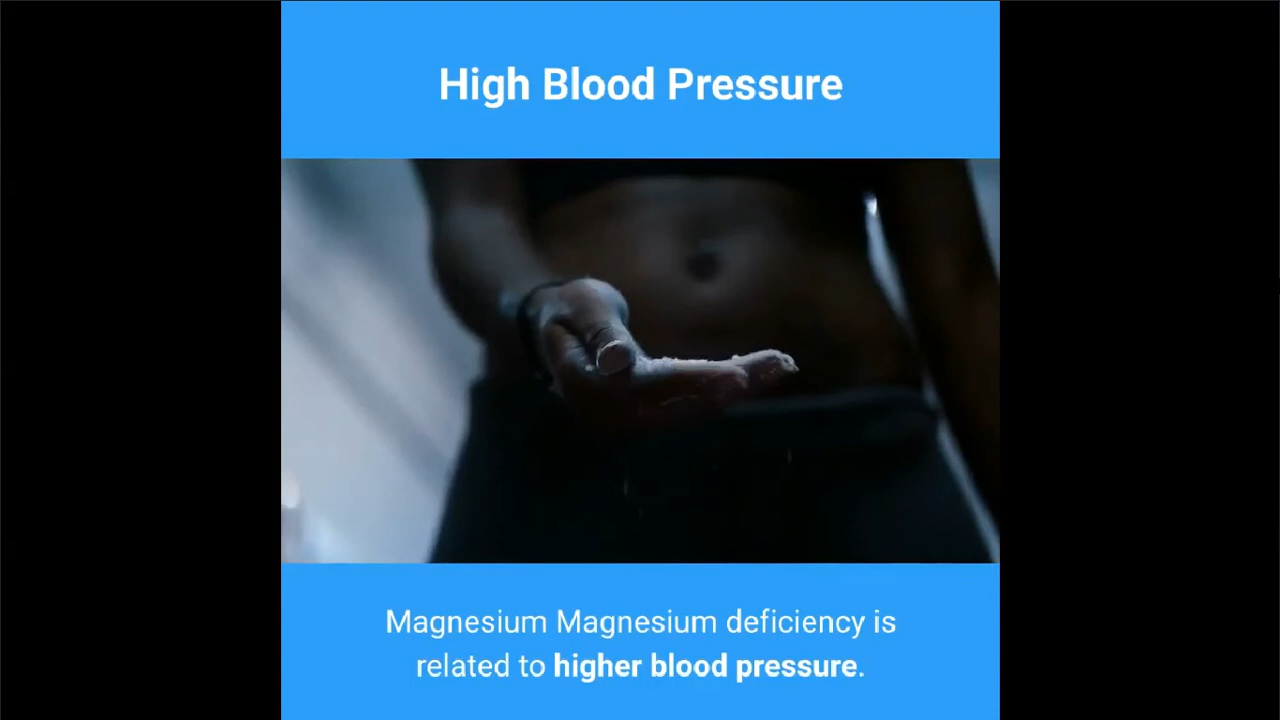 High Blood Pressure
Magnesium Magnesium deficiency is
related to higher blood pressure.